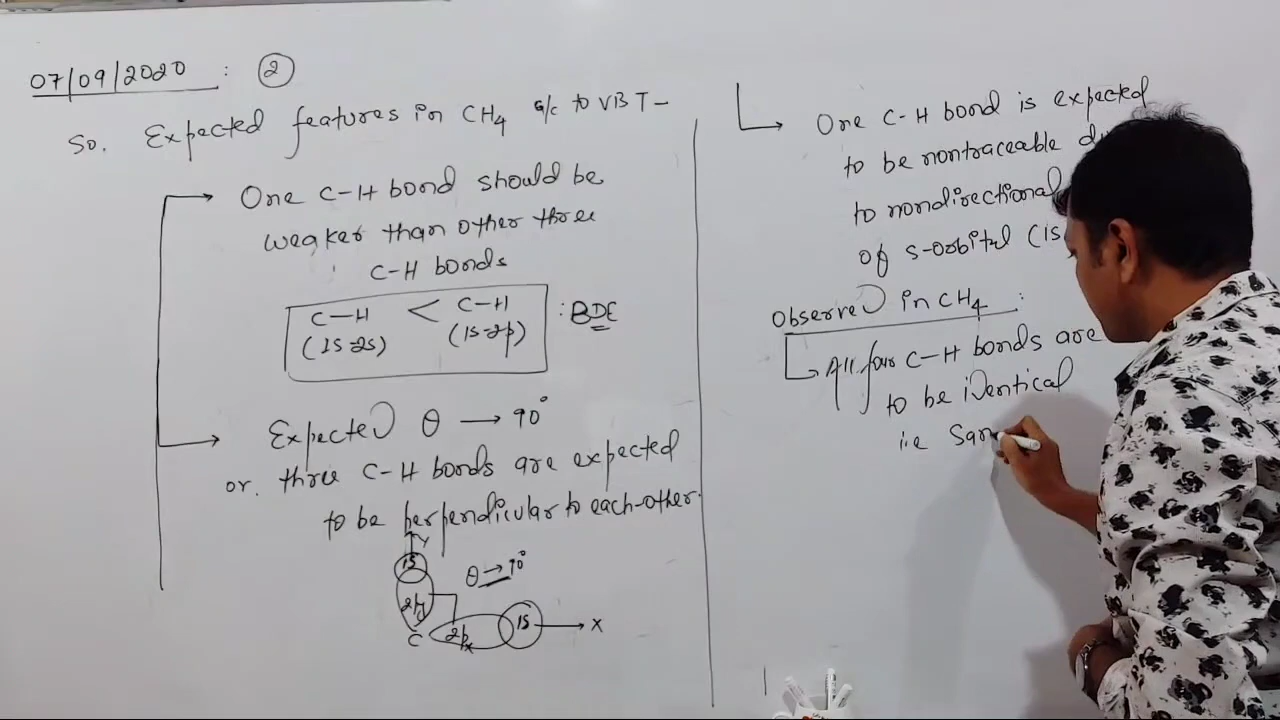 07/09/2020 : 2
So. Expected features in CH4 a/c to VBT-
One C-H bond should be
weaker than other three
C-H bonds
C-H < C-H : BDE
(1S-2S) (1S-2p)
Expected θ → 90°
or. three C-H bonds are expected
to be perpendicular to each-other.
1S
θ → 90°
2py
C 2px 1S x
One C-H bond is expected
to be nontraceable
to nondirectional
of s-orbital (1S
Observed in CH4 :
All four C-H bonds are
to be identical
i.e Sam